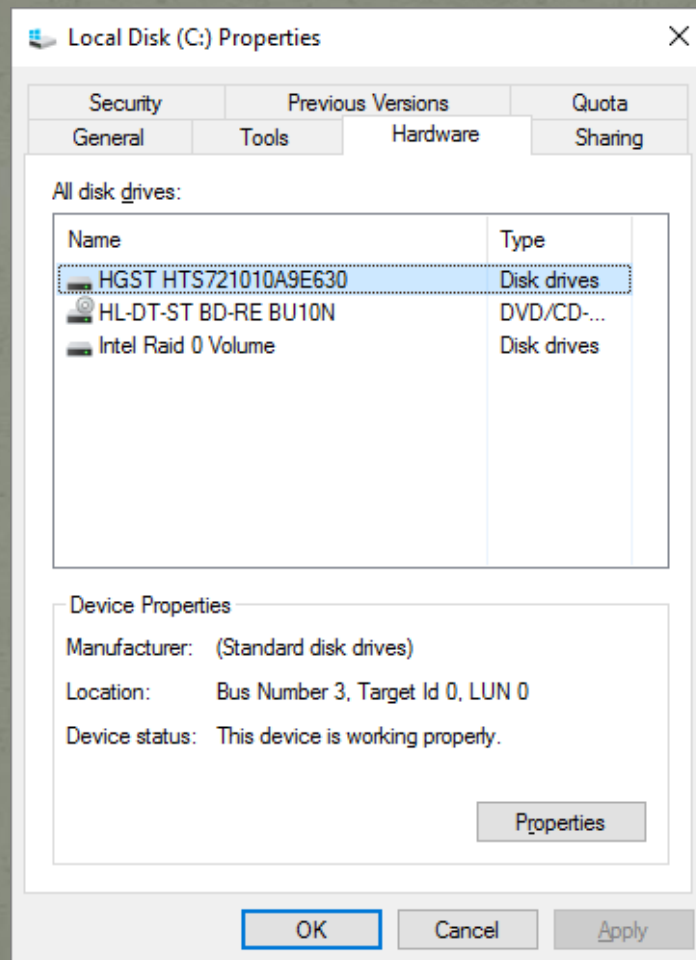 Local Disk (C:) Properties
Security Previous Versions Quota
General Tools Hardware Sharing
All disk drives:
Name Type
HGST HTS721010A9E630 Disk drives
HL-DT-ST BD-RE BU10N DVD/CD-...
Intel Raid 0 Volume Disk drives
Device Properties
Manufacturer: (Standard disk drives)
Location: Bus Number 3, Target Id 0, LUN 0
Device status: This device is working properly.
Properties
OK Cancel Apply